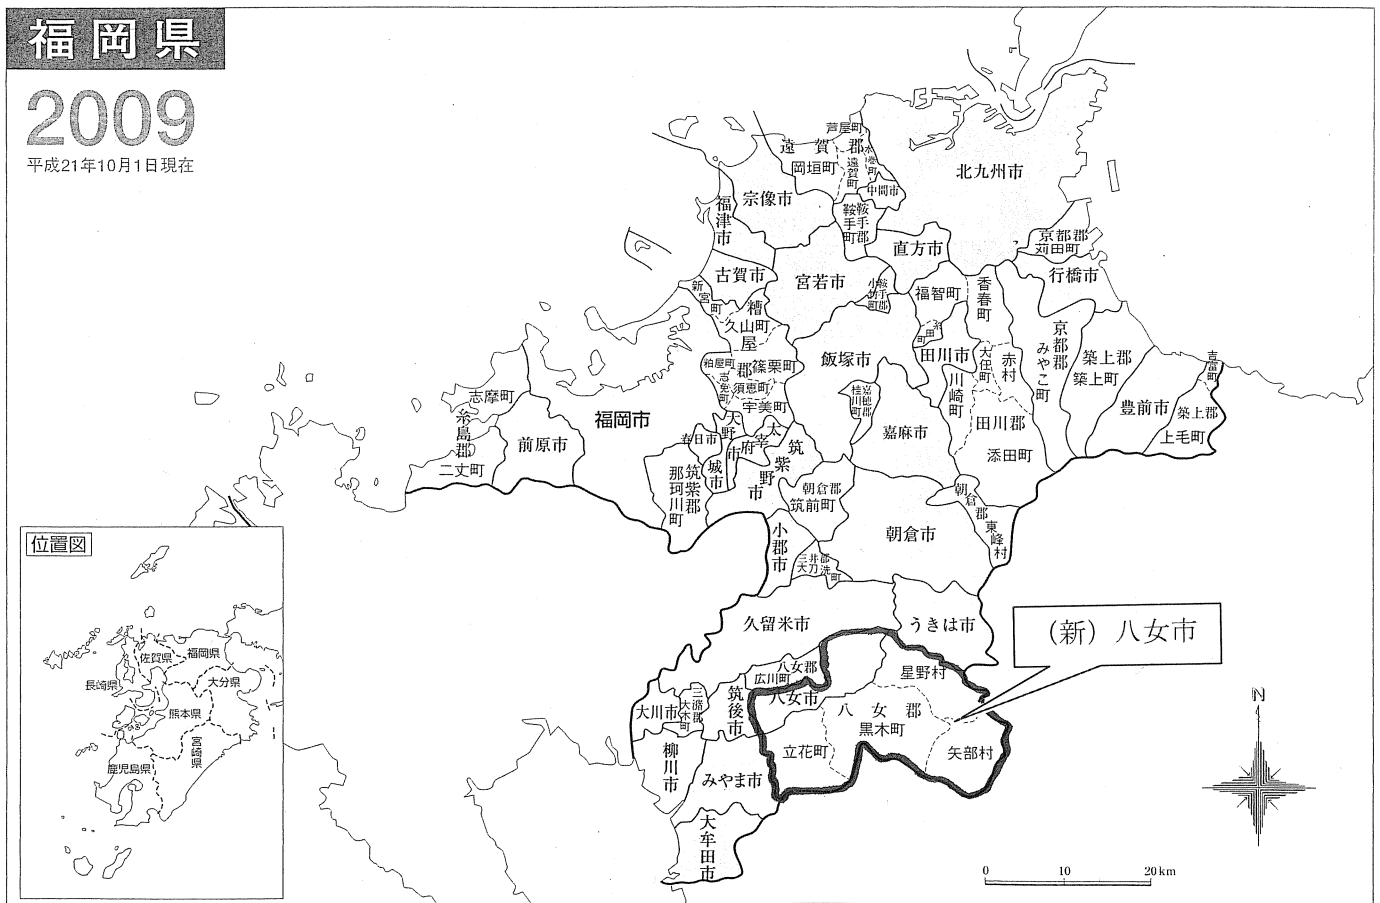 福岡県
2009
平成21年10月1日現在
芦屋町
遠賀郡
岡垣町
遠賀町
水巻町
中間市
北九州市
宗像市
福津市
鞍手郡
鞍手町
直方市
京都郡
苅田町
行橋市
古賀市
宮若市
鞍手郡
小竹町
福智町
香春町
新宮町
糟屋郡
久山町
糸田町
田川市
大任町
赤村
京都郡
みやこ町
築上郡
築上町
吉富町
飯塚市
粕屋町
篠栗町
志免町
須恵町
宇美町
嘉穂郡
桂川町
川崎町
田川郡
添田町
豊前市
築上郡
上毛町
志摩町
糸島郡
二丈町
前原市
福岡市
春日市
大野城市
太宰府市
筑紫野市
筑紫郡
那珂川町
嘉麻市
朝倉郡
筑前町
朝倉郡
東峰村
朝倉市
小郡市
三井郡
大刀洗町
位置図
佐賀県
福岡県
長崎県
大分県
熊本県
宮崎県
鹿児島県
久留米市
うきは市
(新)八女市
八女郡
広川町
星野村
八女市
八女郡
黒木町
立花町
矢部村
筑後市
三潴郡
大木町
大川市
柳川市
みやま市
大牟田市
N
0 10 20km